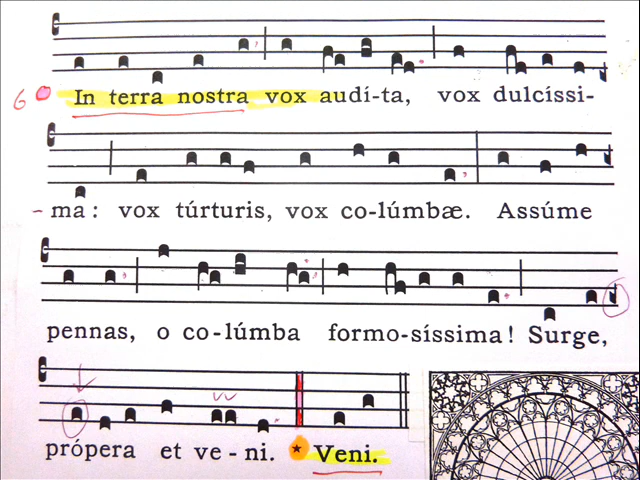 6 In terra nostra vox audí-ta, vox dulcíssi-
-ma: vox túrturis, vox co-lúmbæ. Assúme
pennas, o co-lúmba formo-síssima! Surge,
própera et ve-ni. * Veni.